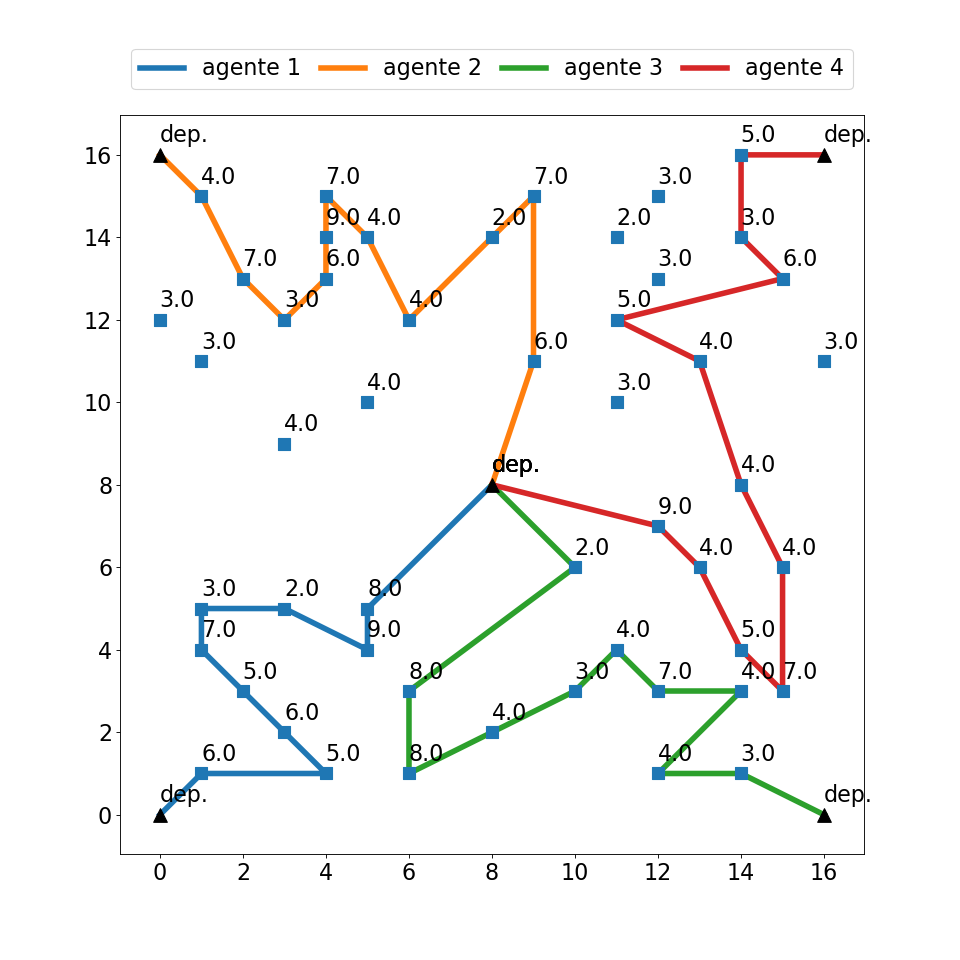 agente 1 agente 2 agente 3 agente 4
5.0
dep. dep.
16
4.0 7.0 7.0 3.0
9.0 4.0 2.0 2.0 3.0
14
7.0 6.0 3.0 6.0
3.0 3.0 4.0 5.0
12
3.0 6.0 4.0 3.0
4.0 3.0
10
4.0
dep. 4.0
8
9.0
2.0 4.0 4.0
6
3.0 2.0 8.0
7.0 9.0 4.0 5.0
4
5.0 8.0 3.0 7.0 4.0 7.0
6.0 4.0
2
6.0 5.0 8.0 4.0 3.0
dep. dep.
0
0 2 4 6 8 10 12 14 16